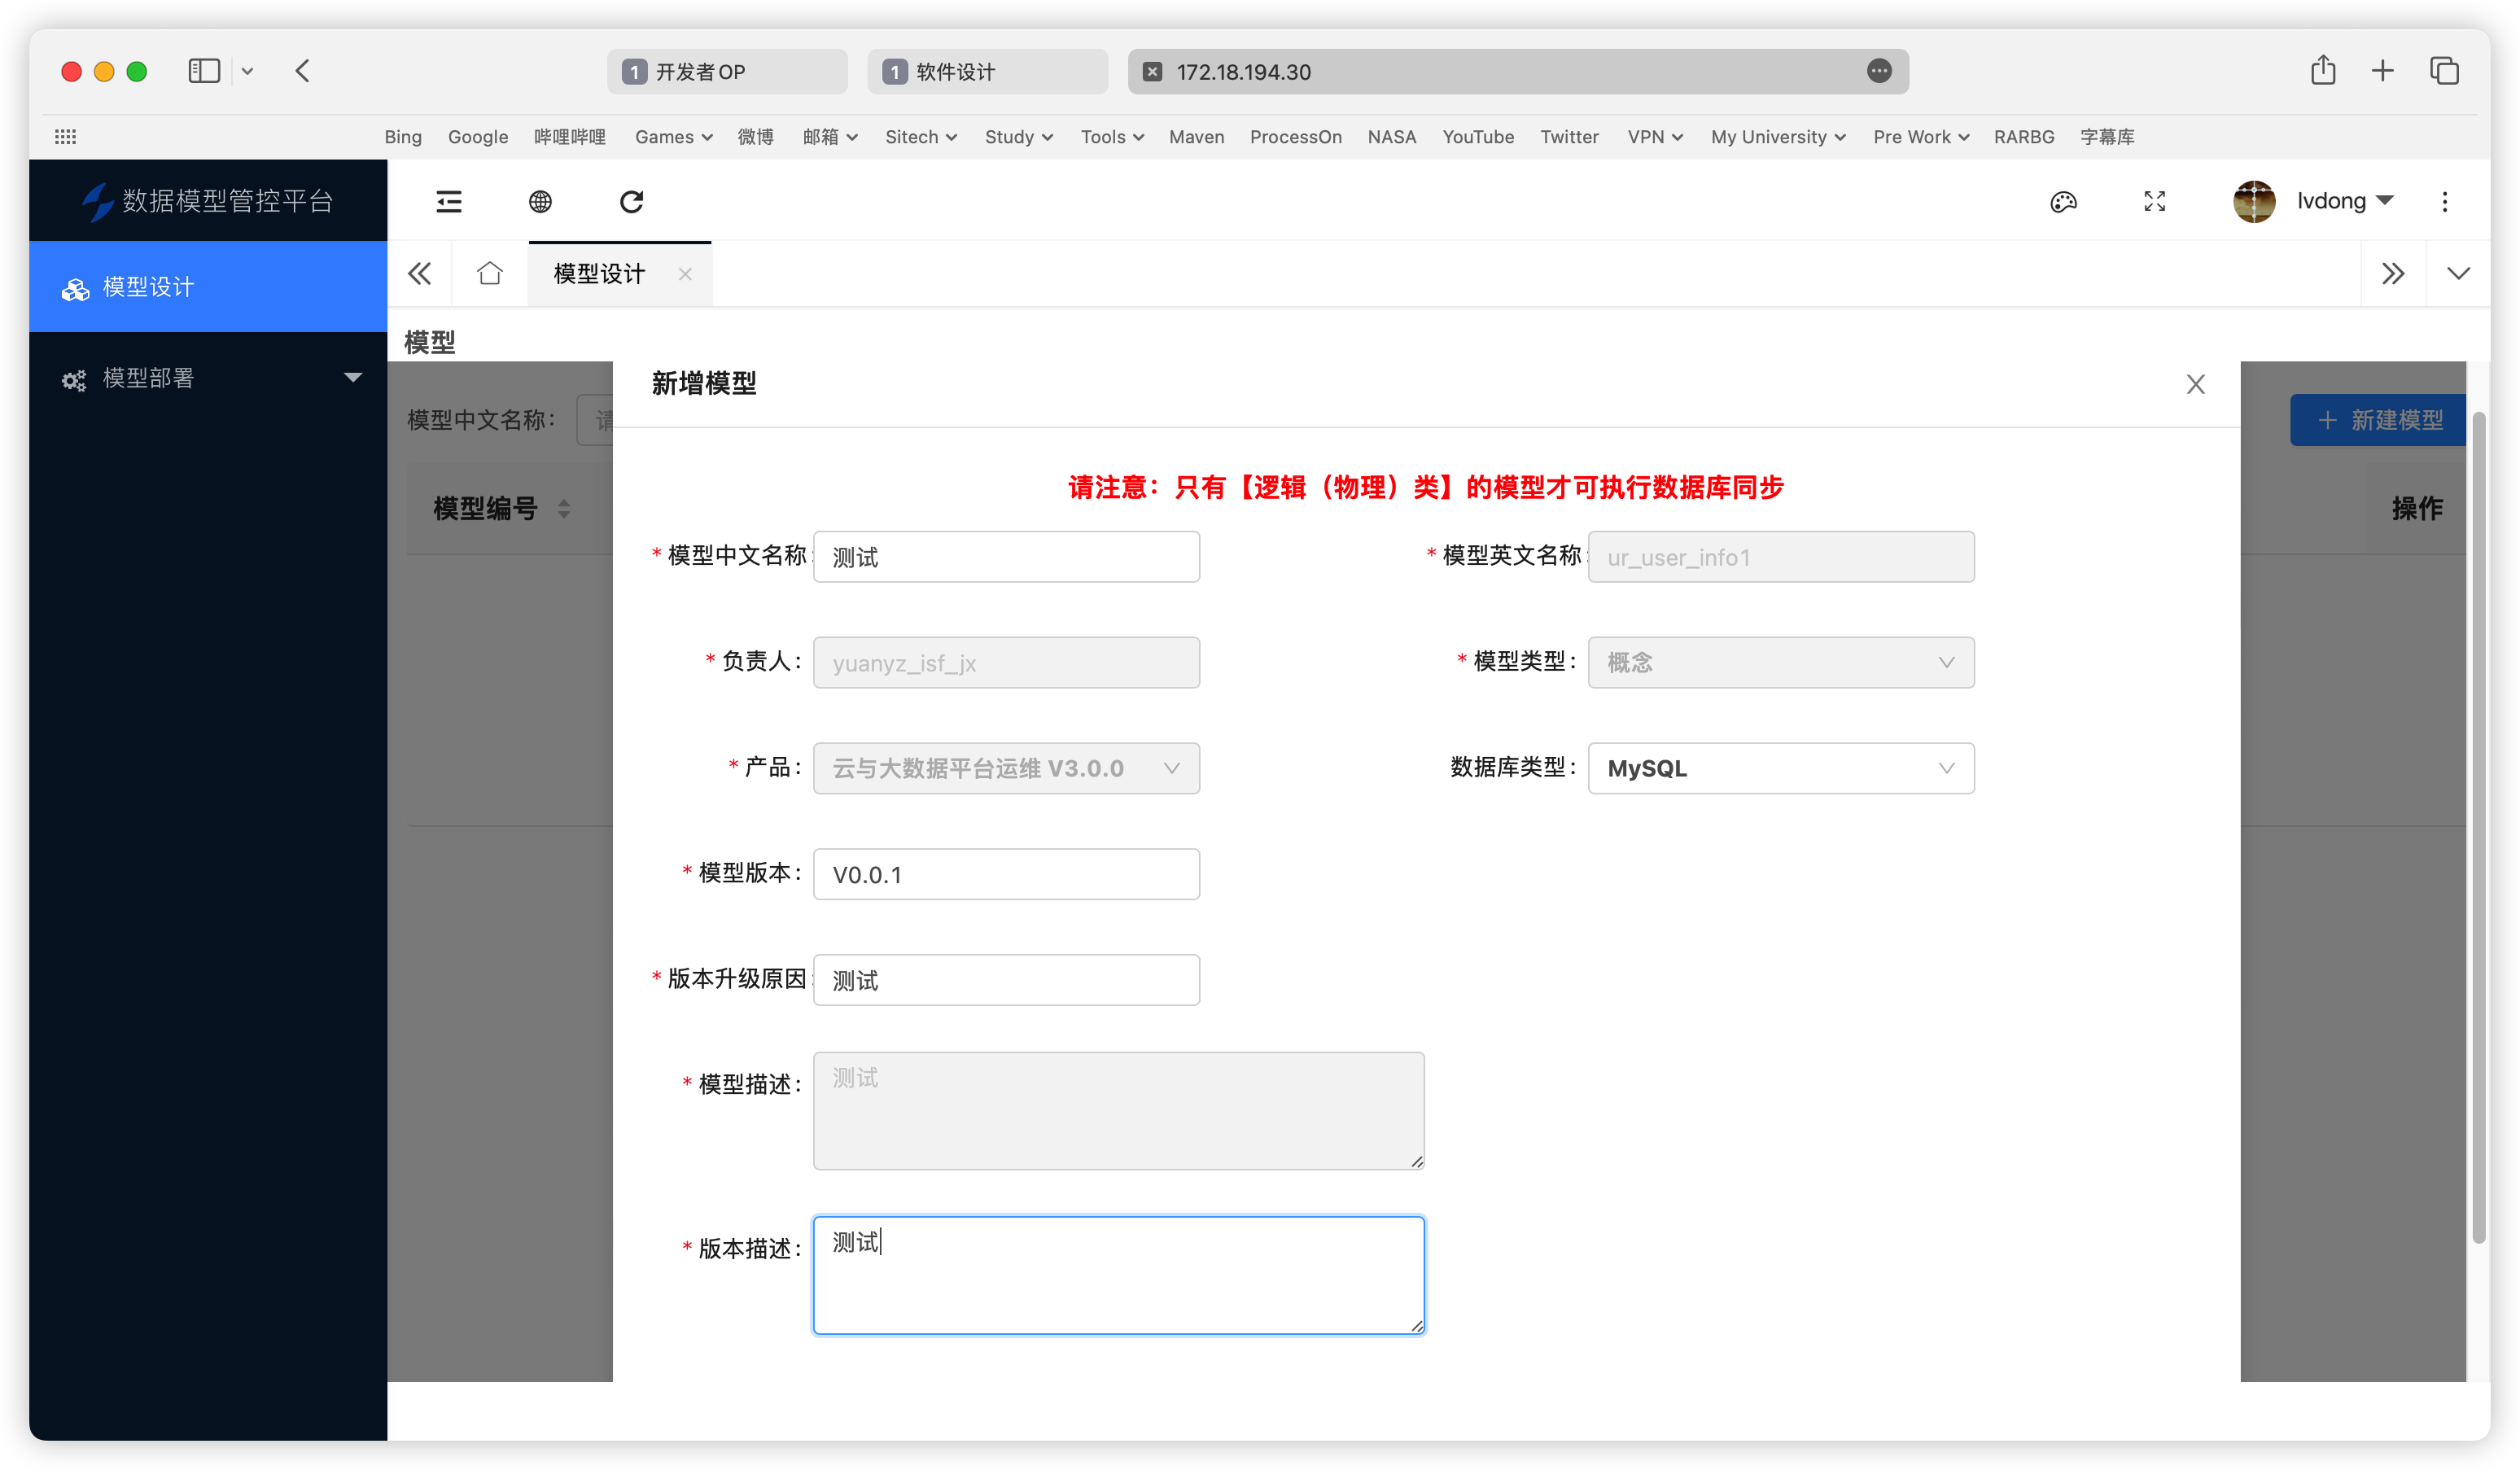 1 开发者OP
1 软件设计
172.18.194.30
Bing Google 哔哩哔哩 Games 微博 邮箱 Sitech Study Tools Maven ProcessOn NASA YouTube Twitter VPN My University Pre Work RARBG 字幕库
数据模型管控平台
lvdong
模型设计
模型设计
模型部署
模型
新增模型
模型中文名称：
请
新建模型
请注意：只有【逻辑（物理）类】的模型才可执行数据库同步
模型编号
操作
* 模型中文名称: 测试
* 模型英文名称: ur_user_info1
* 负责人： yuanyz_isf_jx
* 模型类型： 概念
* 产品： 云与大数据平台运维 V3.0.0
数据库类型： MySQL
* 模型版本： V0.0.1
* 版本升级原因: 测试
* 模型描述： 测试
* 版本描述： 测试